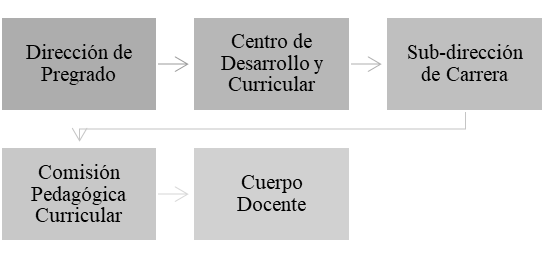 Dirección de
Pregrado
Centro de
Desarrollo y
Curricular
Sub-dirección
de Carrera
Comisión
Pedagógica
Curricular
Cuerpo
Docente